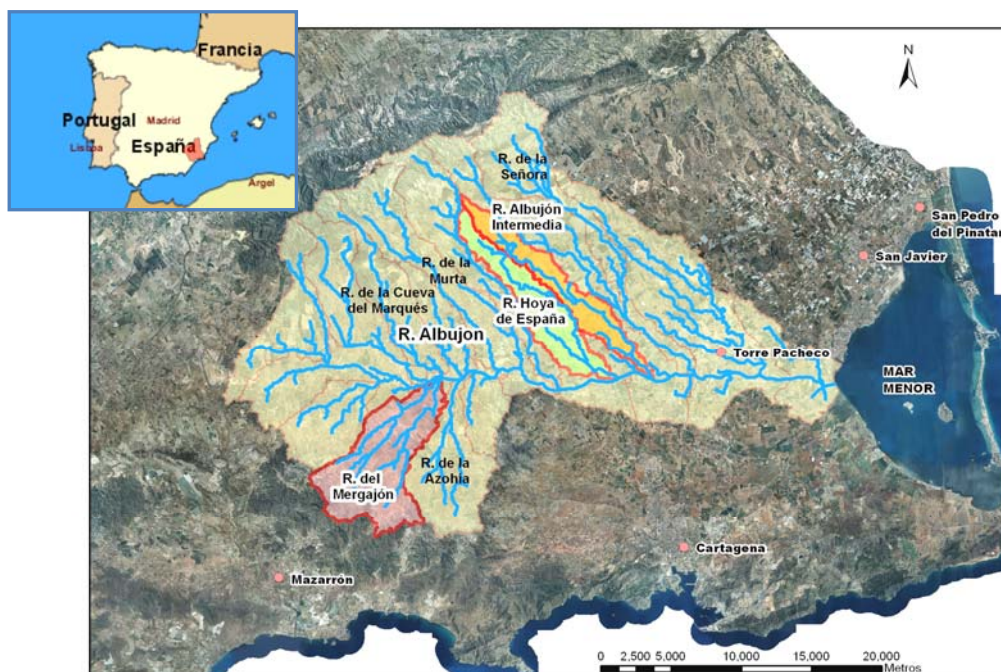 Francia
Portugal
Madrid
Lisboa
España
Argel
N
R. de la
Señora
R. Albujón
Intermedia
San Pedro
del Pinatar
San Javier
R. de la
Murta
R. de la Cueva
del Marqués
R. Hoya
de España
R. Albujon
Torre Pacheco
MAR
MENOR
R. de la
Azohía
R. del
Mergajón
Cartagena
Mazarrón
0 2,500 5,000 10,000 15,000 20,000
Metros